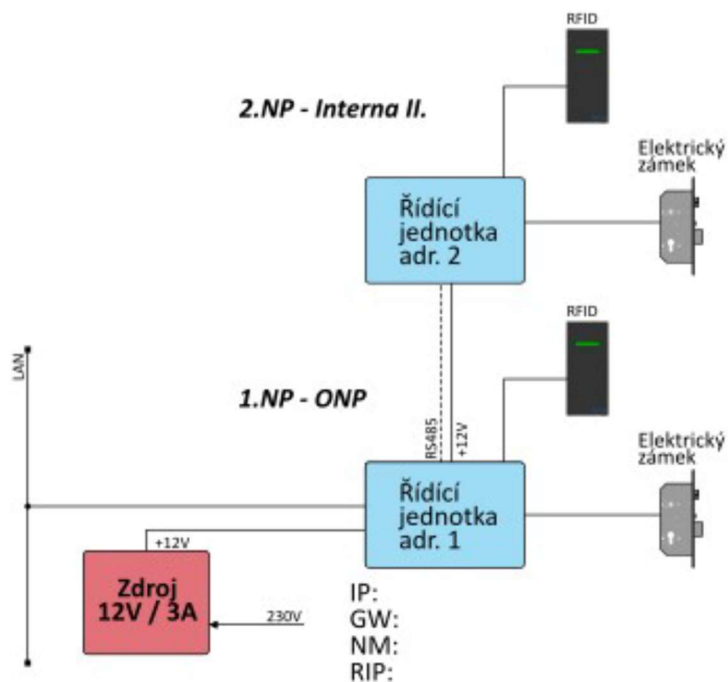 RFID
2.NP - Interna II.
Elektrický
zámek
Řídící
jednotka
adr. 2
RFID
LAN
1.NP - ONP
RS485
+12V
Elektrický
zámek
Řídící
jednotka
adr. 1
+12V
Zdroj
12V / 3A
230V
IP:
GW:
NM:
RIP: